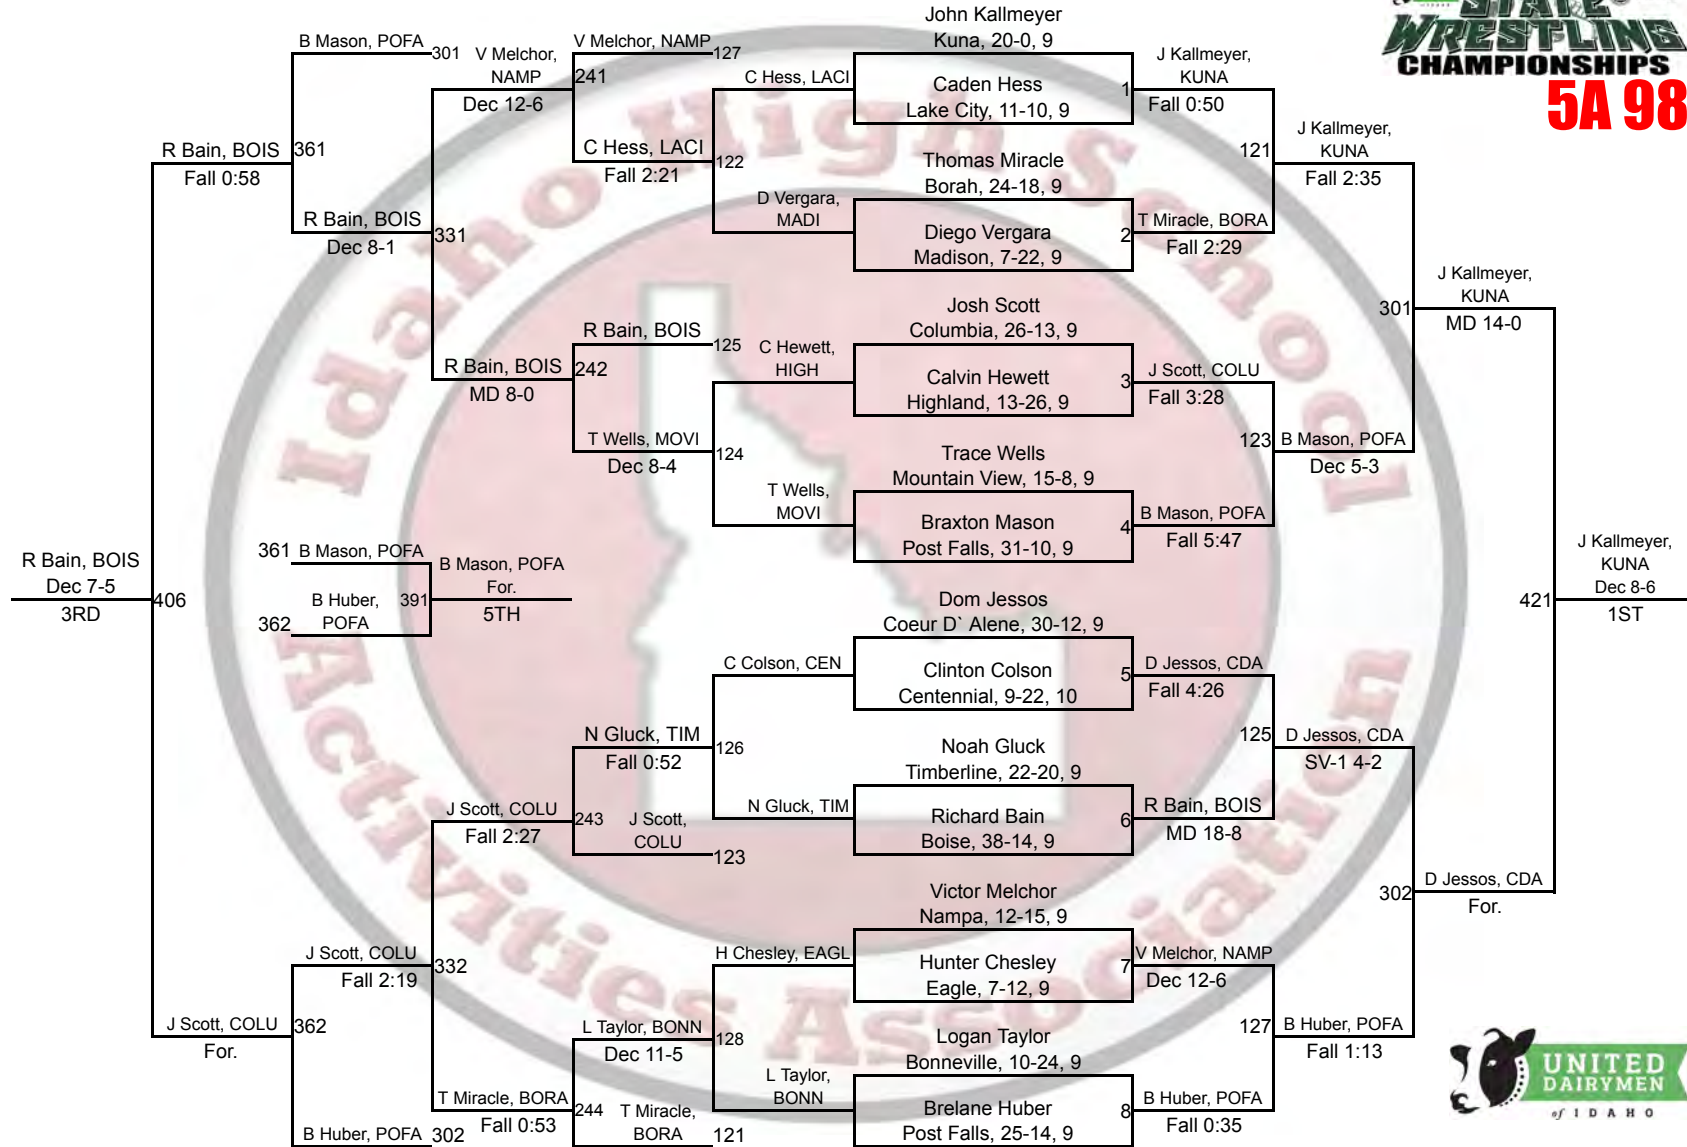 STATE
WRESTLING
CHAMPIONSHIPS
5A 98
Idaho High School
Activities Association
John Kallmeyer
Kuna, 20-0, 9
Caden Hess
Lake City, 11-10, 9
1
Thomas Miracle
Borah, 24-18, 9
Diego Vergara
Madison, 7-22, 9
2
Josh Scott
Columbia, 26-13, 9
Calvin Hewett
Highland, 13-26, 9
3
Trace Wells
Mountain View, 15-8, 9
Braxton Mason
Post Falls, 31-10, 9
4
Dom Jessos
Coeur D` Alene, 30-12, 9
Clinton Colson
Centennial, 9-22, 10
5
Noah Gluck
Timberline, 22-20, 9
Richard Bain
Boise, 38-14, 9
6
Victor Melchor
Nampa, 12-15, 9
Hunter Chesley
Eagle, 7-12, 9
7
Logan Taylor
Bonneville, 10-24, 9
Brelane Huber
Post Falls, 25-14, 9
8
J Kallmeyer,
KUNA
Fall 0:50
T Miracle, BORA
Fall 2:29
J Scott, COLU
Fall 3:28
B Mason, POFA
Fall 5:47
D Jessos, CDA
Fall 4:26
R Bain, BOIS
MD 18-8
V Melchor, NAMP
Dec 12-6
B Huber, POFA
Fall 0:35
121
J Kallmeyer,
KUNA
Fall 2:35
123
B Mason, POFA
Dec 5-3
125
D Jessos, CDA
SV-1 4-2
127
B Huber, POFA
Fall 1:13
301
J Kallmeyer,
KUNA
MD 14-0
302
D Jessos, CDA
For.
421
J Kallmeyer,
KUNA
Dec 8-6
1ST
C Hess, LACI
D Vergara,
MADI
C Hewett,
HIGH
T Wells,
MOVI
C Colson, CEN
N Gluck, TIM
H Chesley, EAGL
L Taylor,
BONN
V Melchor, NAMP
127
C Hess, LACI
122
Fall 2:21
R Bain, BOIS
125
T Wells, MOVI
124
Dec 8-4
N Gluck, TIM
126
Fall 0:52
J Scott,
COLU
123
L Taylor, BONN
128
Dec 11-5
T Miracle,
BORA
121
V Melchor,
NAMP
241
Dec 12-6
R Bain, BOIS
242
MD 8-0
J Scott, COLU
243
Fall 2:27
T Miracle, BORA
244
Fall 0:53
B Mason, POFA
301
R Bain, BOIS
331
Dec 8-1
J Scott, COLU
332
Fall 2:19
B Huber, POFA
302
R Bain, BOIS
361
Fall 0:58
J Scott, COLU
362
For.
R Bain, BOIS
Dec 7-5
406
3RD
361
B Mason, POFA
362
B Huber,
POFA
391
B Mason, POFA
For.
5TH
UNITED
DAIRYMEN
of IDAHO